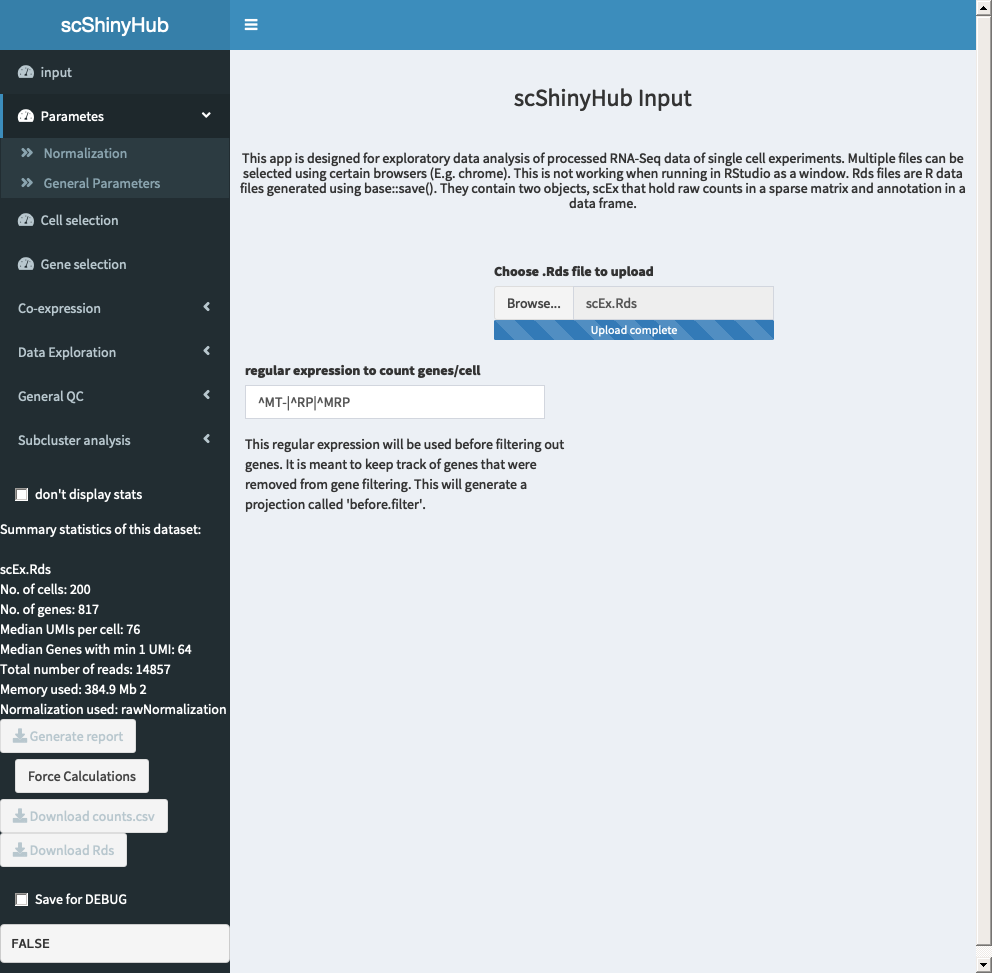 scShinyHub
input
Parametes
Normalization
General Parameters
Cell selection
Gene selection
Co-expression
Data Exploration
General QC
Subcluster analysis
don't display stats
Summary statistics of this dataset:
scEx.Rds
No. of cells: 200
No. of genes: 817
Median UMIs per cell: 76
Median Genes with min 1 UMI: 64
Total number of reads: 14857
Memory used: 384.9 Mb 2
Normalization used: rawNormalization
Generate report
Force Calculations
Download counts.csv
Download Rds
Save for DEBUG
FALSE
scShinyHub Input
This app is designed for exploratory data analysis of processed RNA-Seq data of single cell experiments. Multiple files can be
selected using certain browsers (E.g. chrome). This is not working when running in RStudio as a window. Rds files are R data
files generated using base::save(). They contain two objects, scEx that hold raw counts in a sparse matrix and annotation in a
data frame.
Choose .Rds file to upload
Browse... scEx.Rds
Upload complete
regular expression to count genes/cell
^MT-|^RP|^MRP
This regular expression will be used before filtering out
genes. It is meant to keep track of genes that were
removed from gene filtering. This will generate a
projection called 'before.filter'.